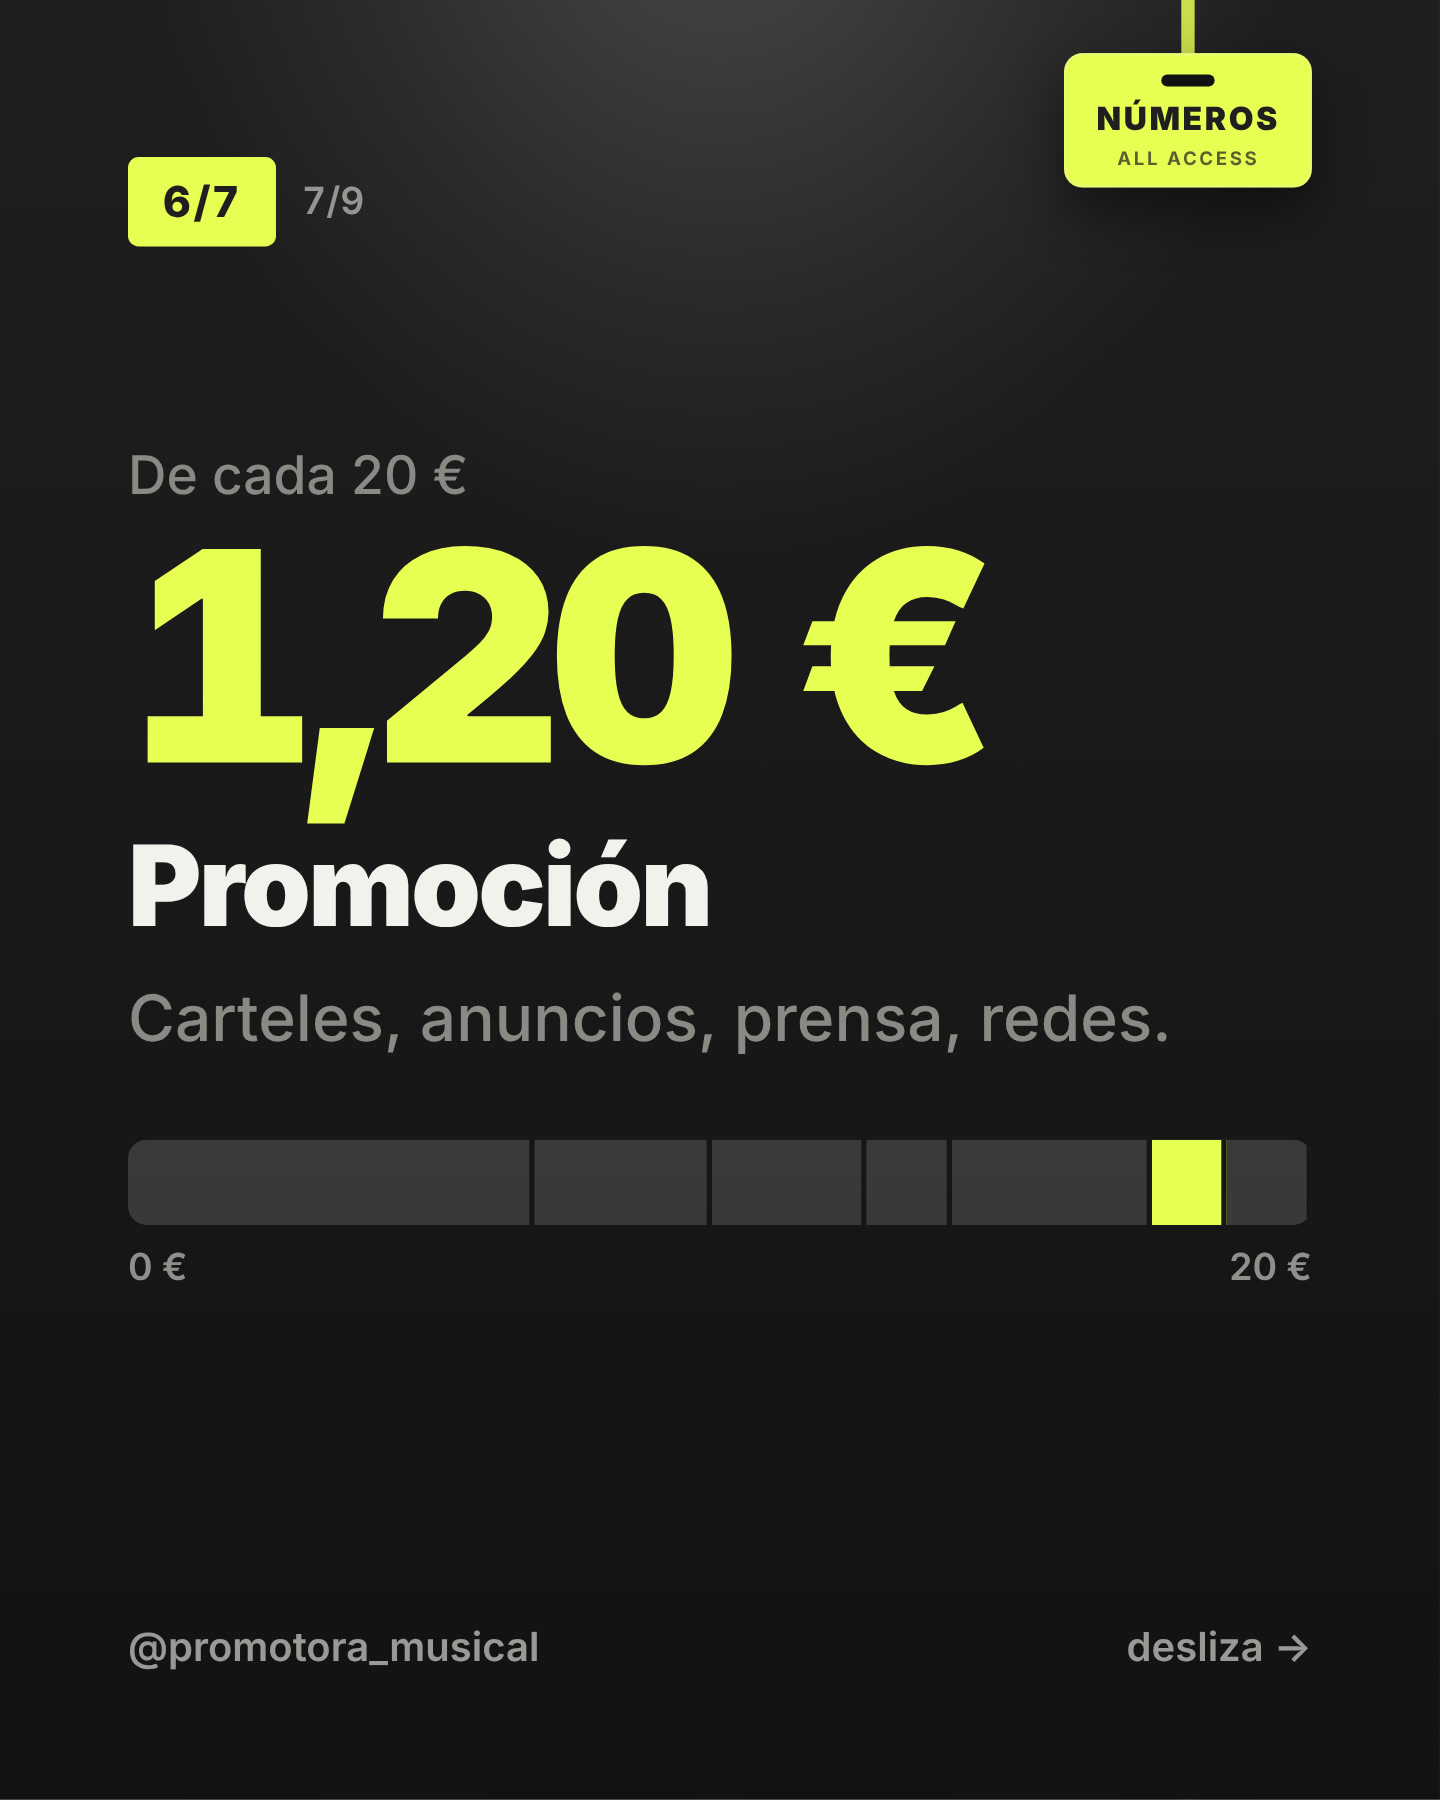 NÚMEROS
ALL ACCESS
6/7 7/9
De cada 20 €
1,20 €
Promoción
Carteles, anuncios, prensa, redes.
0 € 20 €
@promotora_musical desliza →